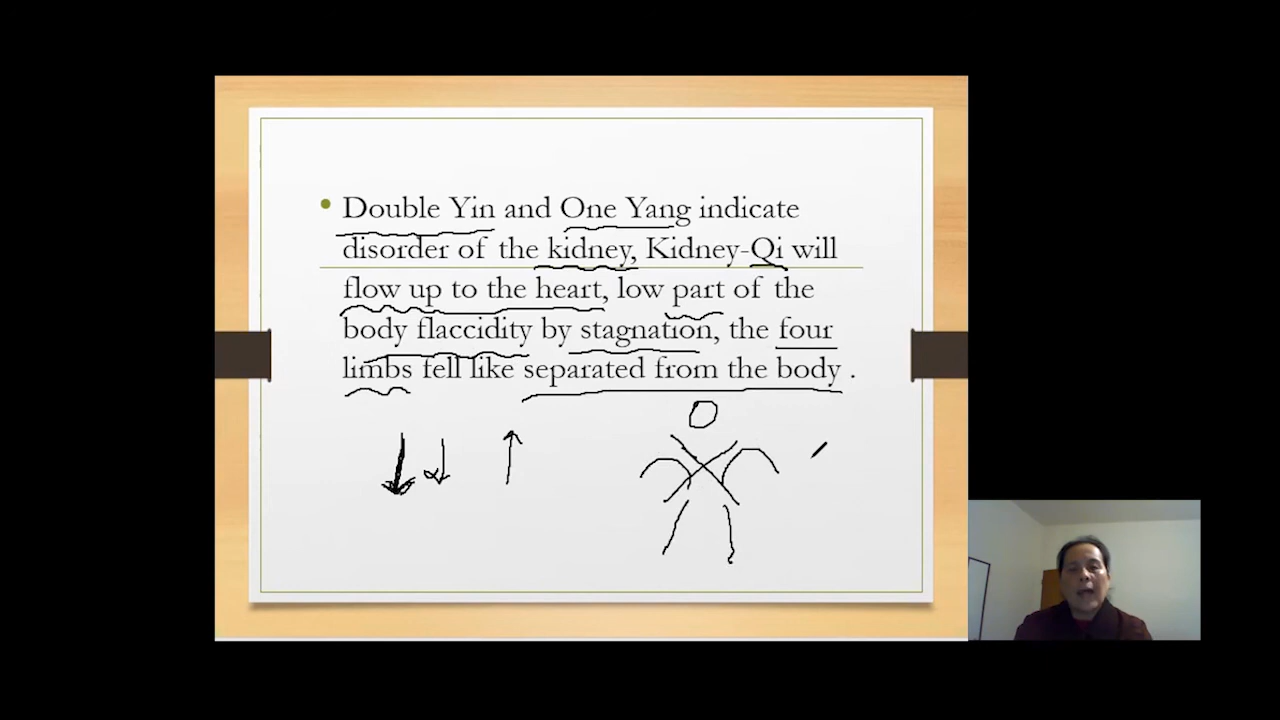 Double Yin and One Yang indicate
disorder of the kidney, Kidney-Qi will
flow up to the heart, low part of the
body flaccidity by stagnation, the four
limbs fell like separated from the body .